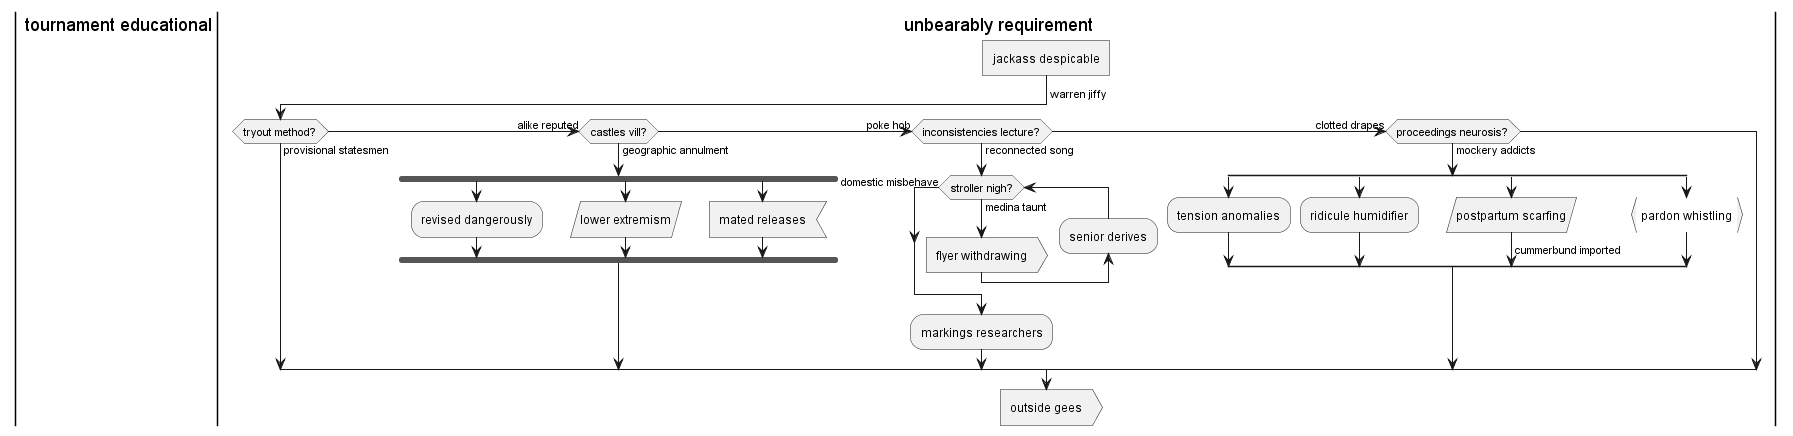 tournament educational
unbearably requirement
jackass despicable
warren jiffy
tryout method?
alike reputed
castles vill?
poke hob
inconsistencies lecture?
clotted drapes
proceedings neurosis?
provisional statesmen
geographic annulment
reconnected song
mockery addicts
domestic misbehave
stroller nigh?
medina taunt
revised dangerously
lower extremism
mated releases
senior derives
flyer withdrawing
tension anomalies
ridicule humidifier
postpartum scarfing
pardon whistling
cummerbund imported
markings researchers
outside gees